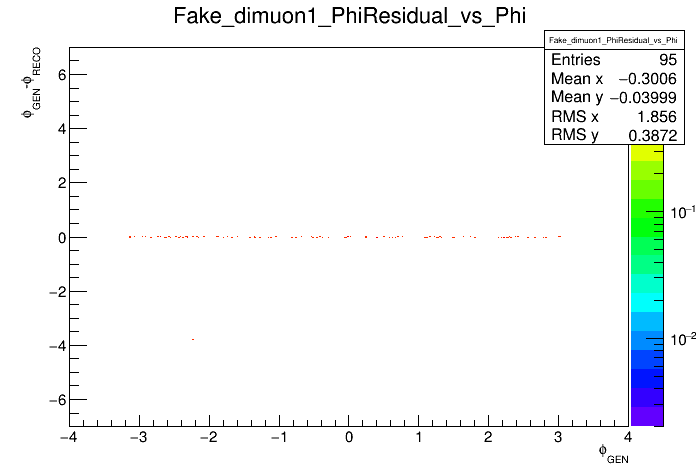 Fake_dimuon1_PhiResidual_vs_Phi
Fake_dimuon1_PhiResidual_vs_Phi
Entries 95
Mean x −0.3006
Mean y −0.03999
RMS x 1.856
RMS y 0.3872
ϕGEN-ϕRECO
6
4
2
0
−2
−4
−6
10−1
10−2
−4 −3 −2 −1 0 1 2 3 4
ϕGEN